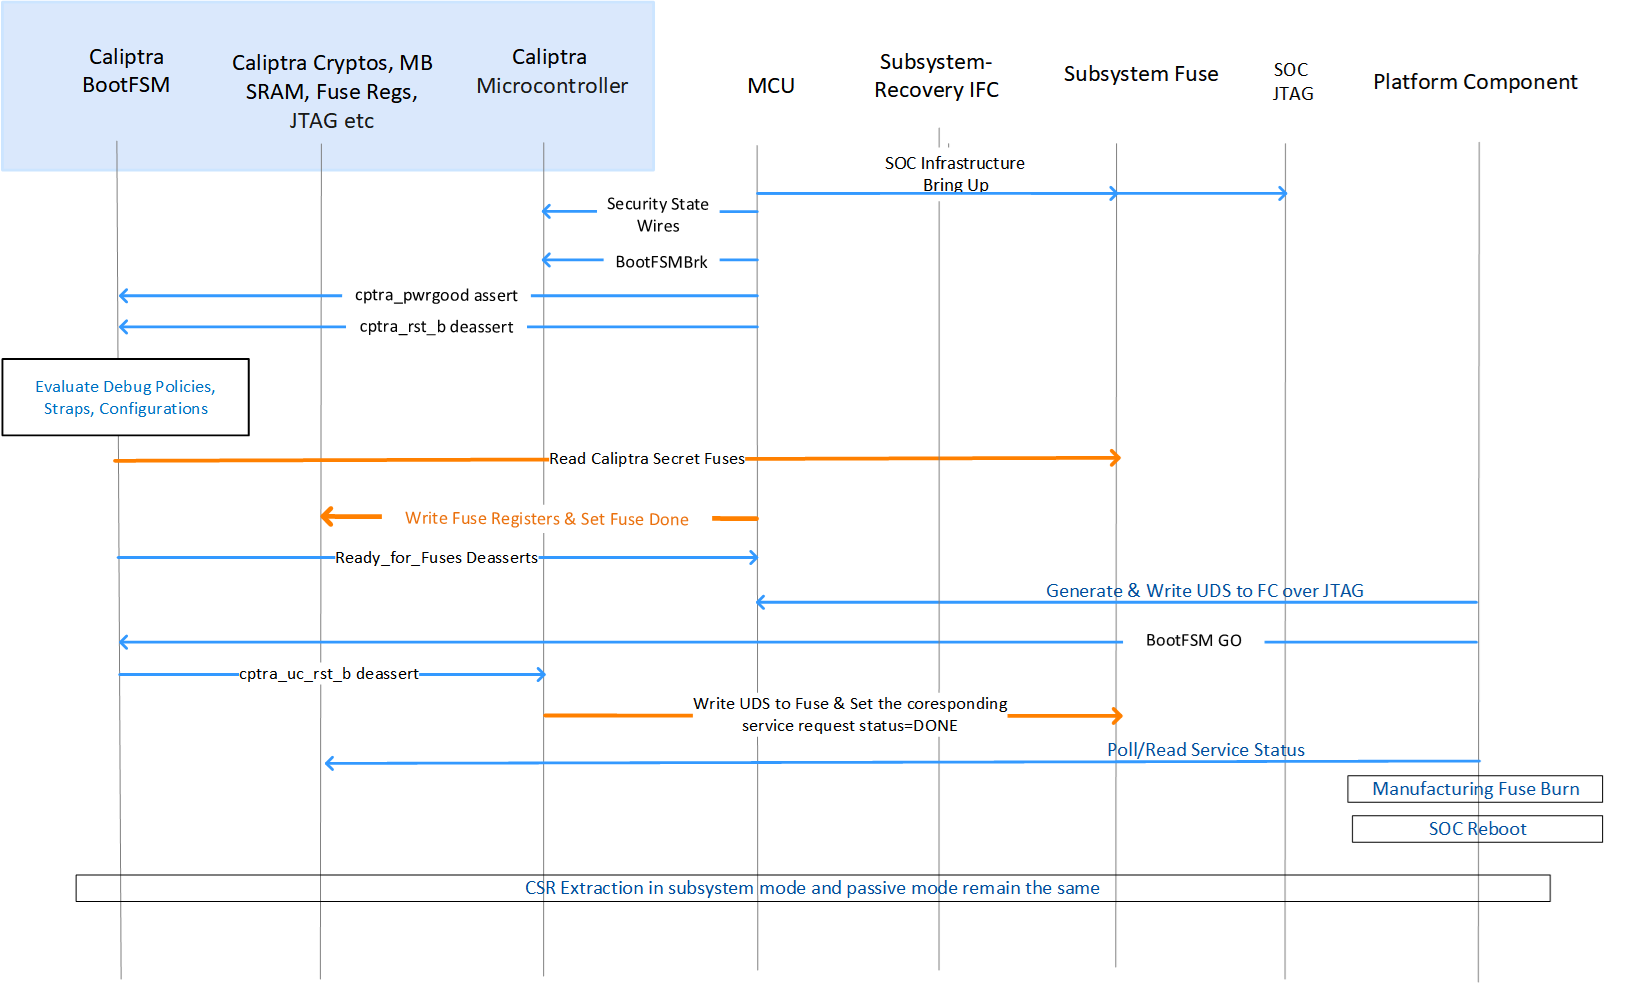 Caliptra
BootFSM
Caliptra Cryptos, MB
SRAM, Fuse Regs,
JTAG etc
Caliptra
Microcontroller
MCU
Subsystem-
Recovery IFC
Subsystem Fuse
SOC
JTAG
Platform Component
SOC Infrastructure
Bring Up
Security State
Wires
BootFSMBrk
cptra_pwrgood assert
cptra_rst_b deassert
Evaluate Debug Policies,
Straps, Configurations
Read Caliptra Secret Fuses
Write Fuse Registers & Set Fuse Done
Ready_for_Fuses Deasserts
Generate & Write UDS to FC over JTAG
BootFSM GO
cptra_uc_rst_b deassert
Write UDS to Fuse & Set the coresponding
service request status=DONE
Poll/Read Service Status
Manufacturing Fuse Burn
SOC Reboot
CSR Extraction in subsystem mode and passive mode remain the same